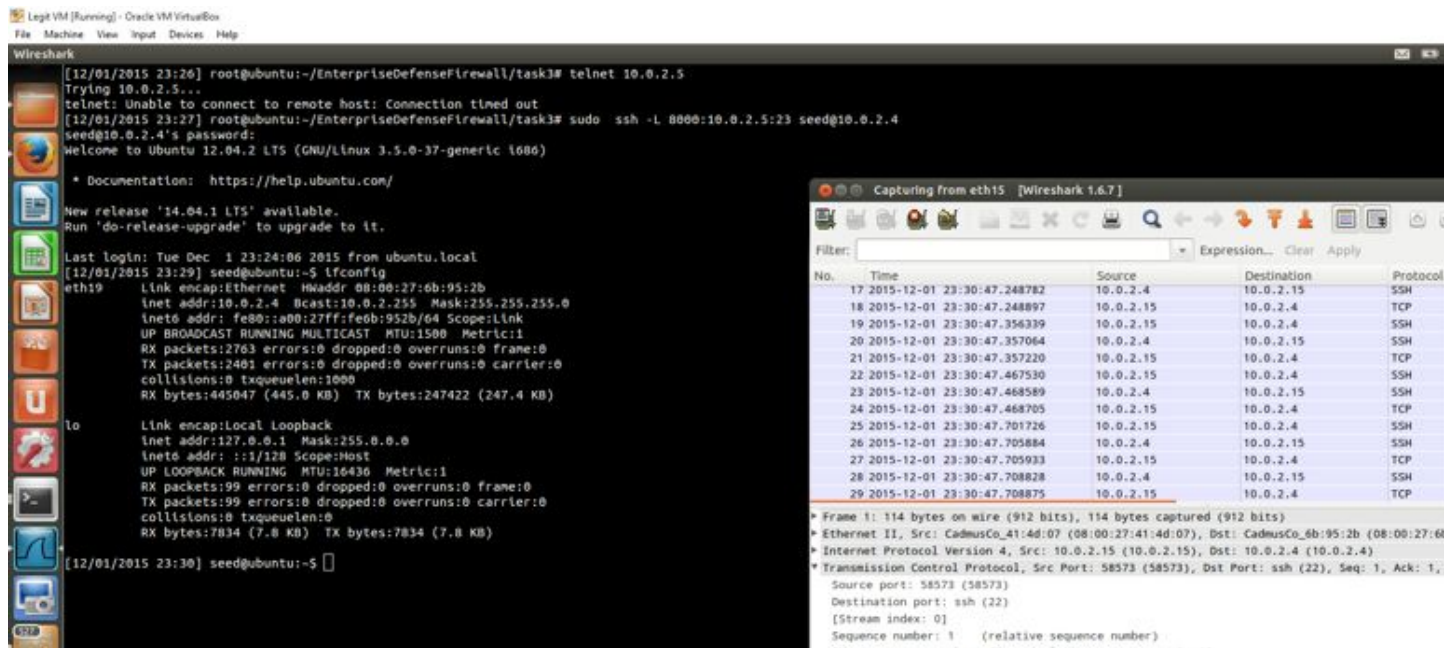 Legit VM [Running] - Oracle VM VirtualBox
File Machine View Input Devices Help
Wireshark
[12/01/2015 23:26] root@ubuntu:~/EnterpriseDefenseFirewall/task3# telnet 10.0.2.5
Trying 10.0.2.5...
telnet: Unable to connect to remote host: Connection timed out
[12/01/2015 23:27] root@ubuntu:~/EnterpriseDefenseFirewall/task3# sudo ssh -L 8000:10.0.2.5:23 seed@10.0.2.4
seed@10.0.2.4's password:
Welcome to Ubuntu 12.04.2 LTS (GNU/Linux 3.5.0-37-generic i686)
* Documentation: https://help.ubuntu.com/
New release '14.04.1 LTS' available.
Run 'do-release-upgrade' to upgrade to it.
Last login: Tue Dec 1 23:24:06 2015 from ubuntu.local
[12/01/2015 23:29] seed@ubuntu:~$ ifconfig
eth19 Link encap:Ethernet HWaddr 08:00:27:6b:95:2b
inet addr:10.0.2.4 Bcast:10.0.2.255 Mask:255.255.255.0
inet6 addr: fe80::a00:27ff:fe6b:952b/64 Scope:Link
UP BROADCAST RUNNING MULTICAST MTU:1500 Metric:1
RX packets:2763 errors:0 dropped:0 overruns:0 frame:0
TX packets:2401 errors:0 dropped:0 overruns:0 carrier:0
collisions:0 txqueuelen:1000
RX bytes:445047 (445.0 KB) TX bytes:247422 (247.4 KB)
lo Link encap:Local Loopback
inet addr:127.0.0.1 Mask:255.0.0.0
inet6 addr: ::1/128 Scope:Host
UP LOOPBACK RUNNING MTU:16436 Metric:1
RX packets:99 errors:0 dropped:0 overruns:0 frame:0
TX packets:99 errors:0 dropped:0 overruns:0 carrier:0
collisions:0 txqueuelen:0
RX bytes:7834 (7.8 KB) TX bytes:7834 (7.8 KB)
[12/01/2015 23:30] seed@ubuntu:~$
Capturing from eth15 [Wireshark 1.6.7]
Filter: Expression... Clear Apply
No. Time Source Destination Protocol
17 2015-12-01 23:30:47.248782 10.0.2.4 10.0.2.15 SSH
18 2015-12-01 23:30:47.248897 10.0.2.15 10.0.2.4 TCP
19 2015-12-01 23:30:47.356339 10.0.2.15 10.0.2.4 SSH
20 2015-12-01 23:30:47.357064 10.0.2.4 10.0.2.15 SSH
21 2015-12-01 23:30:47.357220 10.0.2.15 10.0.2.4 TCP
22 2015-12-01 23:30:47.467530 10.0.2.15 10.0.2.4 SSH
23 2015-12-01 23:30:47.468589 10.0.2.4 10.0.2.15 SSH
24 2015-12-01 23:30:47.468705 10.0.2.15 10.0.2.4 TCP
25 2015-12-01 23:30:47.701726 10.0.2.15 10.0.2.4 SSH
26 2015-12-01 23:30:47.705884 10.0.2.4 10.0.2.15 SSH
27 2015-12-01 23:30:47.705933 10.0.2.15 10.0.2.4 TCP
28 2015-12-01 23:30:47.708828 10.0.2.4 10.0.2.15 SSH
29 2015-12-01 23:30:47.708875 10.0.2.15 10.0.2.4 TCP
Frame 1: 114 bytes on wire (912 bits), 114 bytes captured (912 bits)
Ethernet II, Src: CadmusCo_41:4d:07 (08:00:27:41:4d:07), Dst: CadmusCo_6b:95:2b (08:00:27:6b
Internet Protocol Version 4, Src: 10.0.2.15 (10.0.2.15), Dst: 10.0.2.4 (10.0.2.4)
Transmission Control Protocol, Src Port: 58573 (58573), Dst Port: ssh (22), Seq: 1, Ack: 1,
Source port: 58573 (58573)
Destination port: ssh (22)
[Stream index: 0]
Sequence number: 1 (relative sequence number)